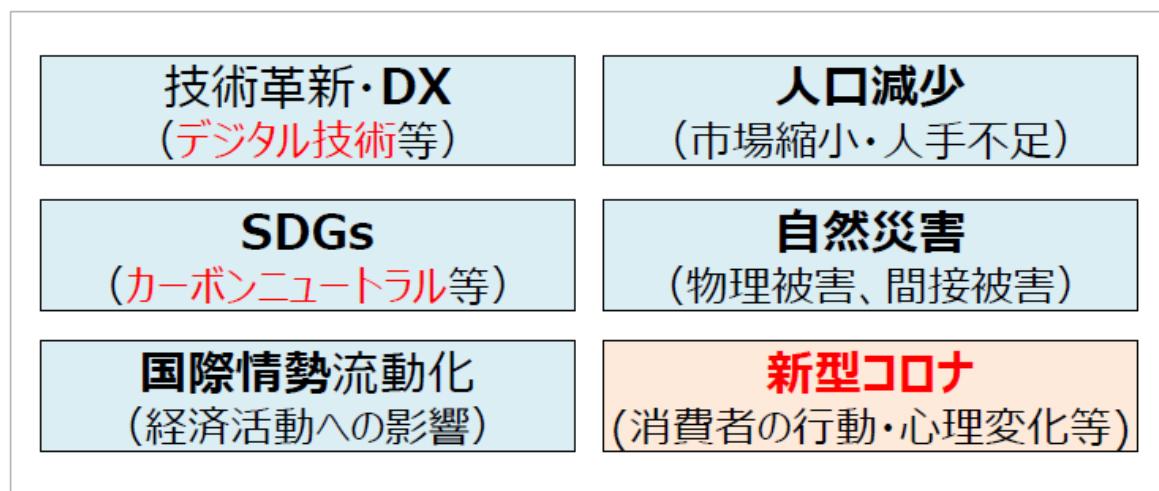 技術革新・DX
（デジタル技術等）
人口減少
（市場縮小・人手不足）
SDGs
（カーボンニュートラル等）
自然災害
（物理被害、間接被害）
国際情勢流動化
（経済活動への影響）
新型コロナ
(消費者の行動・心理変化等)